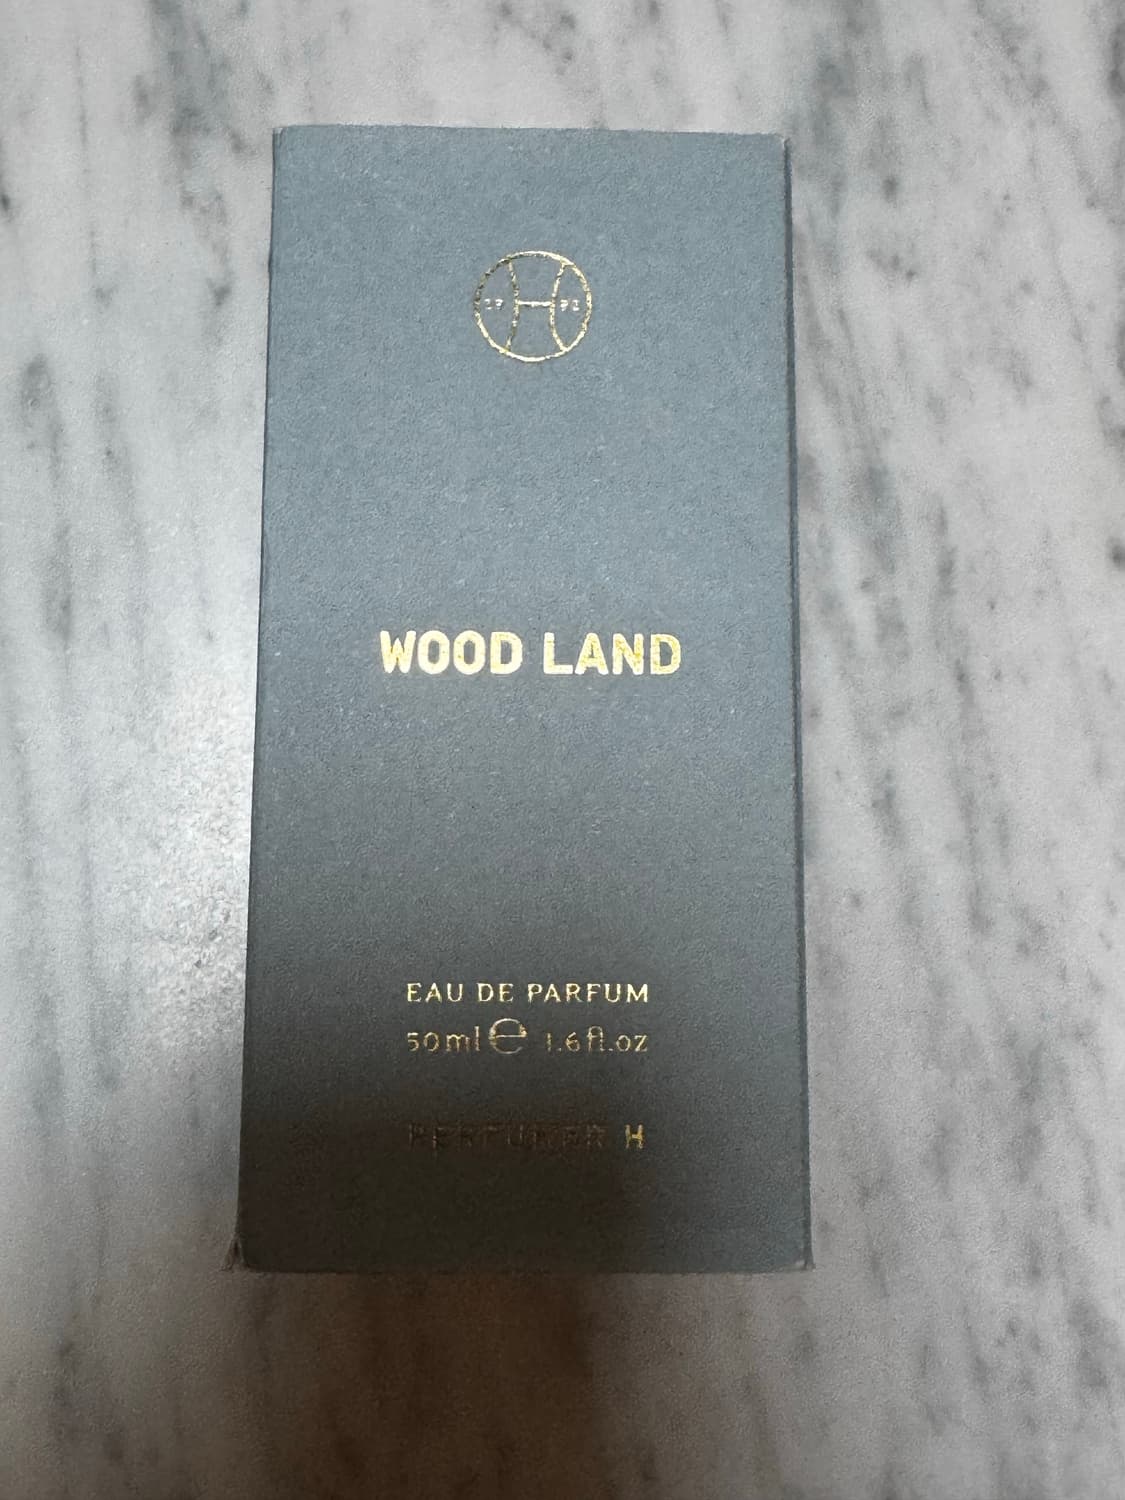 H
WOOD LAND
EAU DE PARFUM
50ml ℮ 1.6fl.oz
PERFUMER H